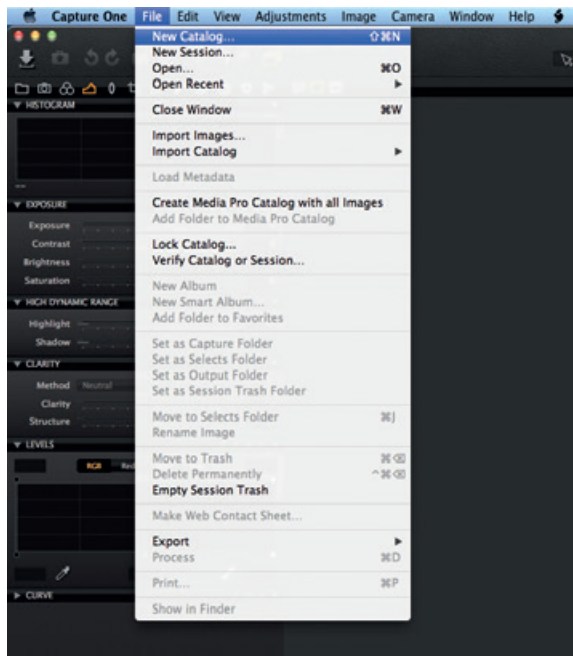 Capture One File Edit View Adjustments Image Camera Window Help
New Catalog... ⇧⌘N
New Session...
Open... ⌘O
Open Recent ▶
Close Window ⌘W
Import Images...
Import Catalog ▶
Load Metadata
Create Media Pro Catalog with all Images
Add Folder to Media Pro Catalog
Lock Catalog...
Verify Catalog or Session...
New Album
New Smart Album...
Add Folder to Favorites
Set as Capture Folder
Set as Selects Folder
Set as Output Folder
Set as Session Trash Folder
Move to Selects Folder ⌘J
Rename Image
Move to Trash ⌘⌫
Delete Permanently ^⌘⌫
Empty Session Trash
Make Web Contact Sheet...
Export ▶
Process ⌘D
Print... ⌘P
Show in Finder
HISTOGRAM
--
EXPOSURE
Exposure
Contrast
Brightness
Saturation
HIGH DYNAMIC RANGE
Highlight
Shadow
CLARITY
Method Neutral
Clarity
Structure
LEVELS
RGB Red
CURVE